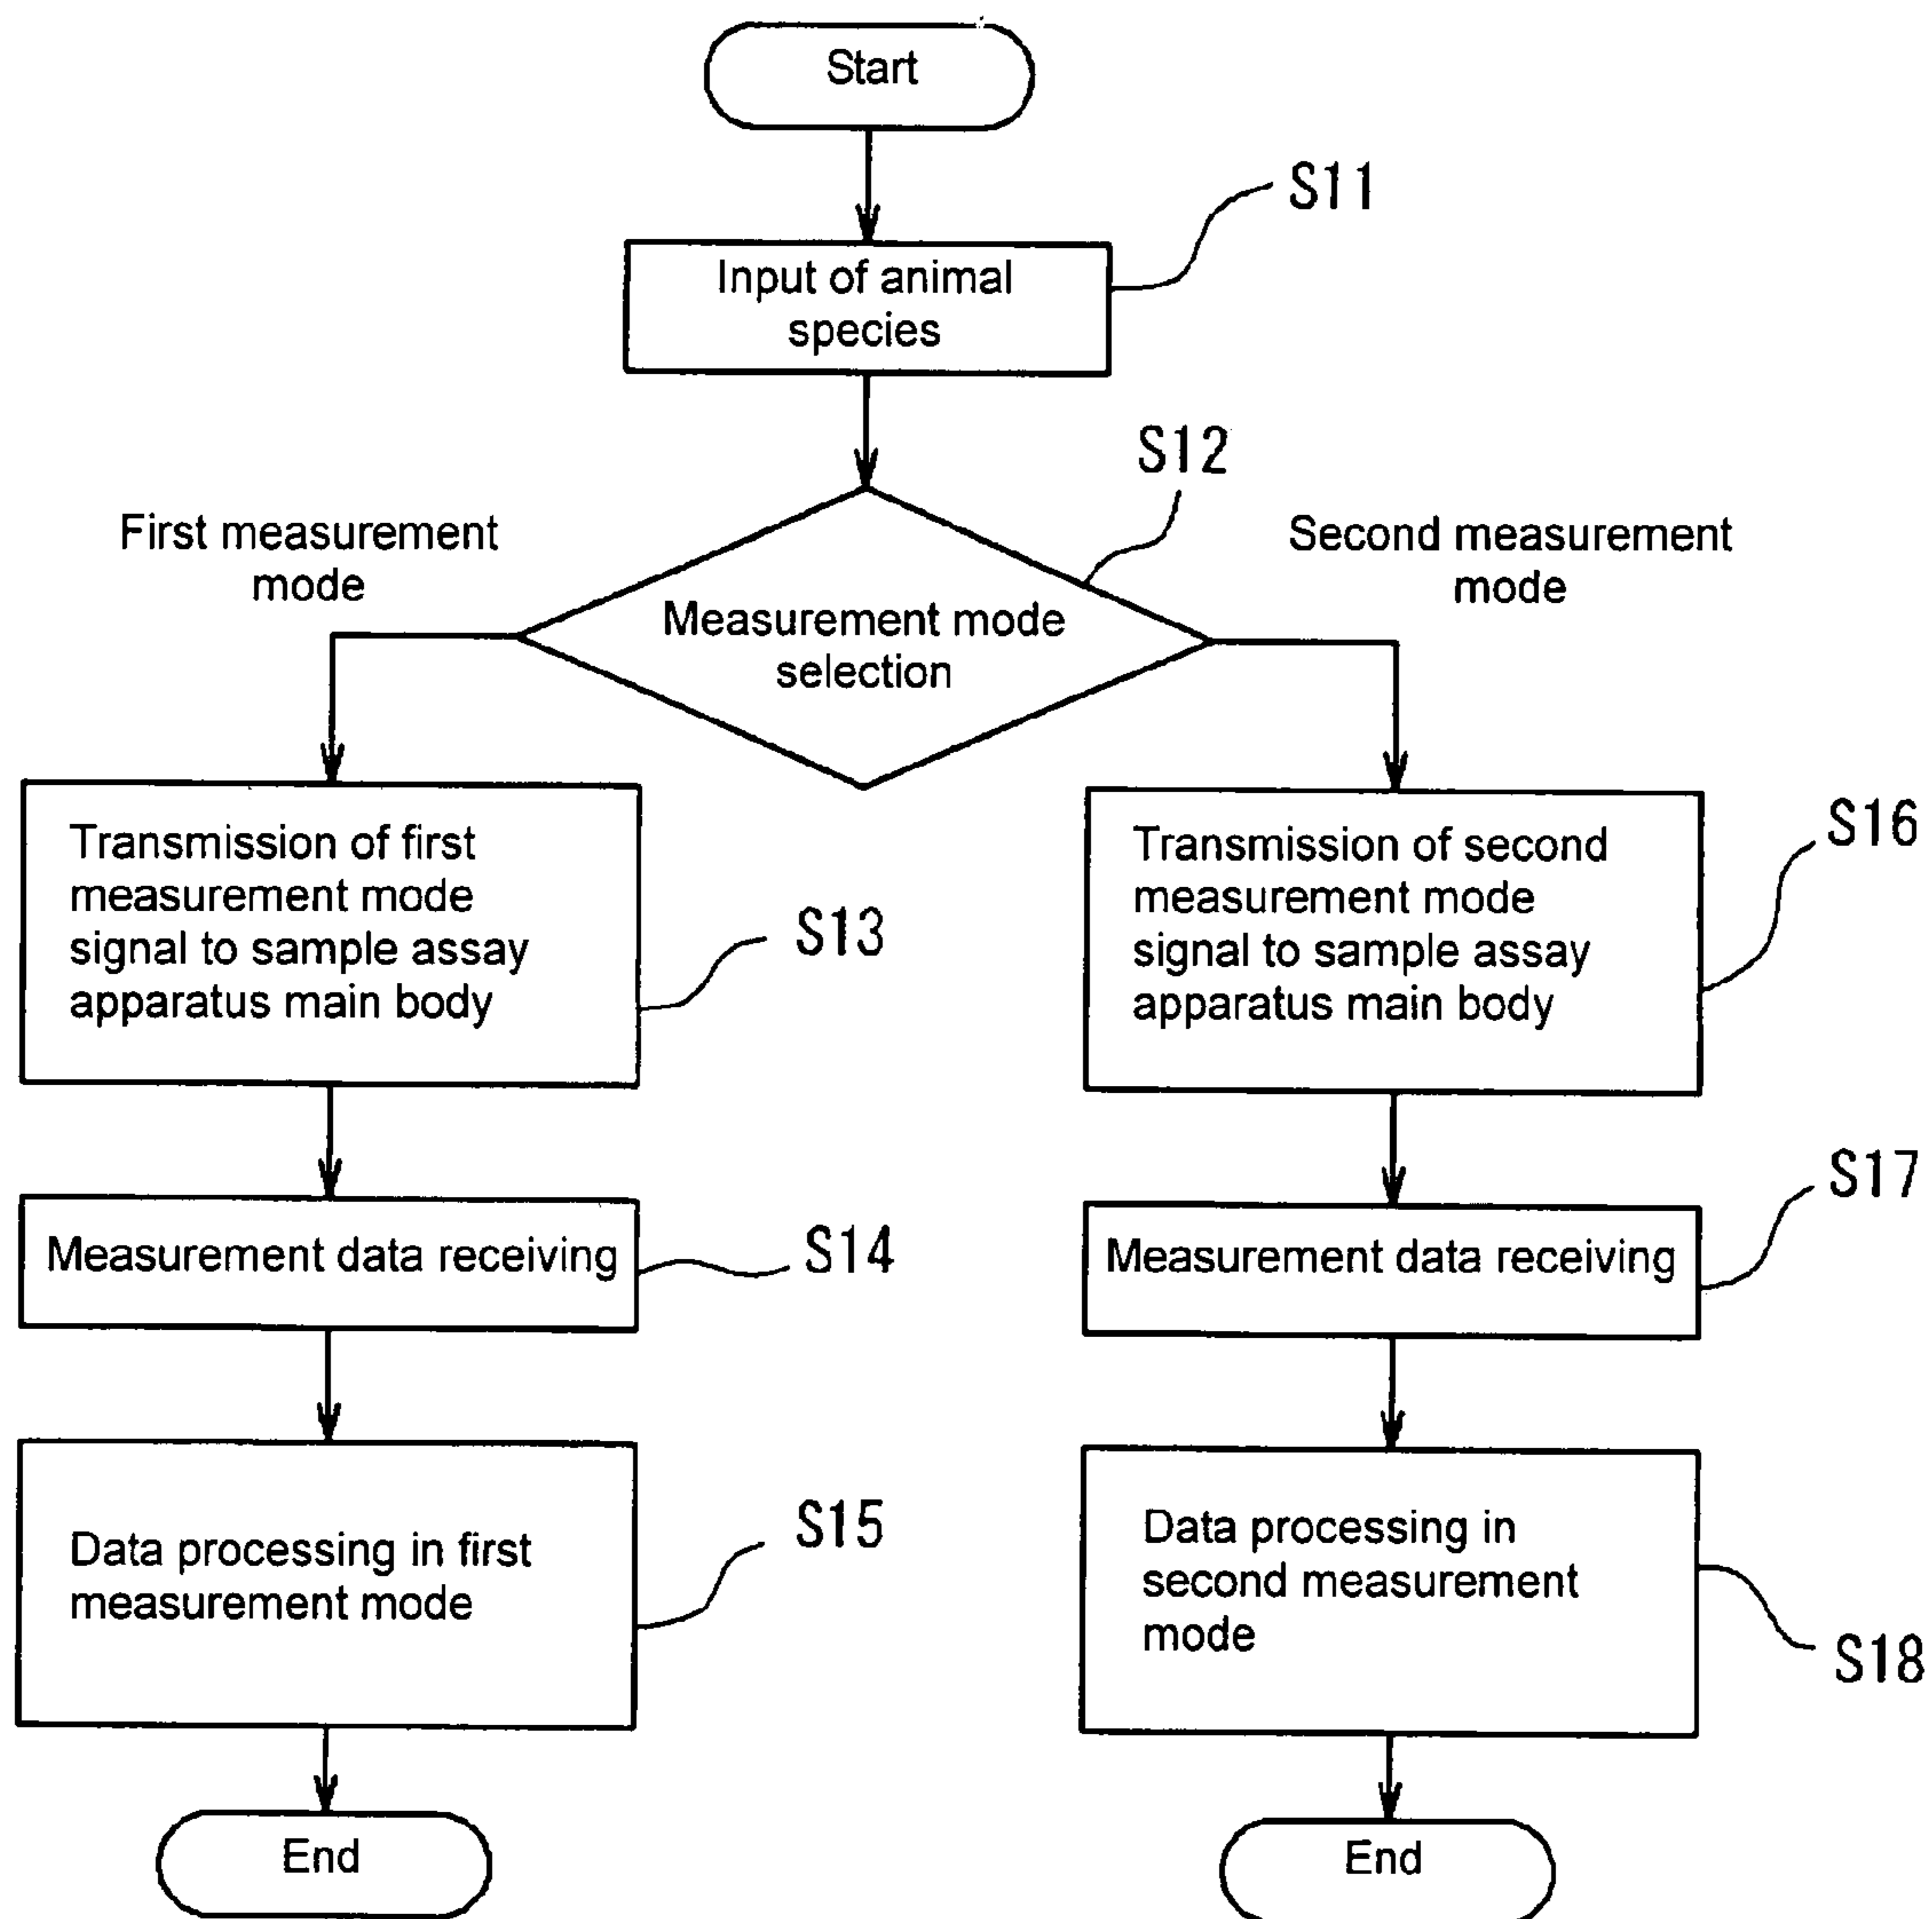 Start
S11
Input of animal
species
S12
First measurement
mode
Second measurement
mode
Measurement mode
selection
Transmission of first
measurement mode
signal to sample assay
apparatus main body
S13
Transmission of second
measurement mode
signal to sample assay
apparatus main body
S16
Measurement data receiving
S14
Measurement data receiving
S17
Data processing in first
measurement mode
S15
Data processing in
second measurement
mode
S18
End
End